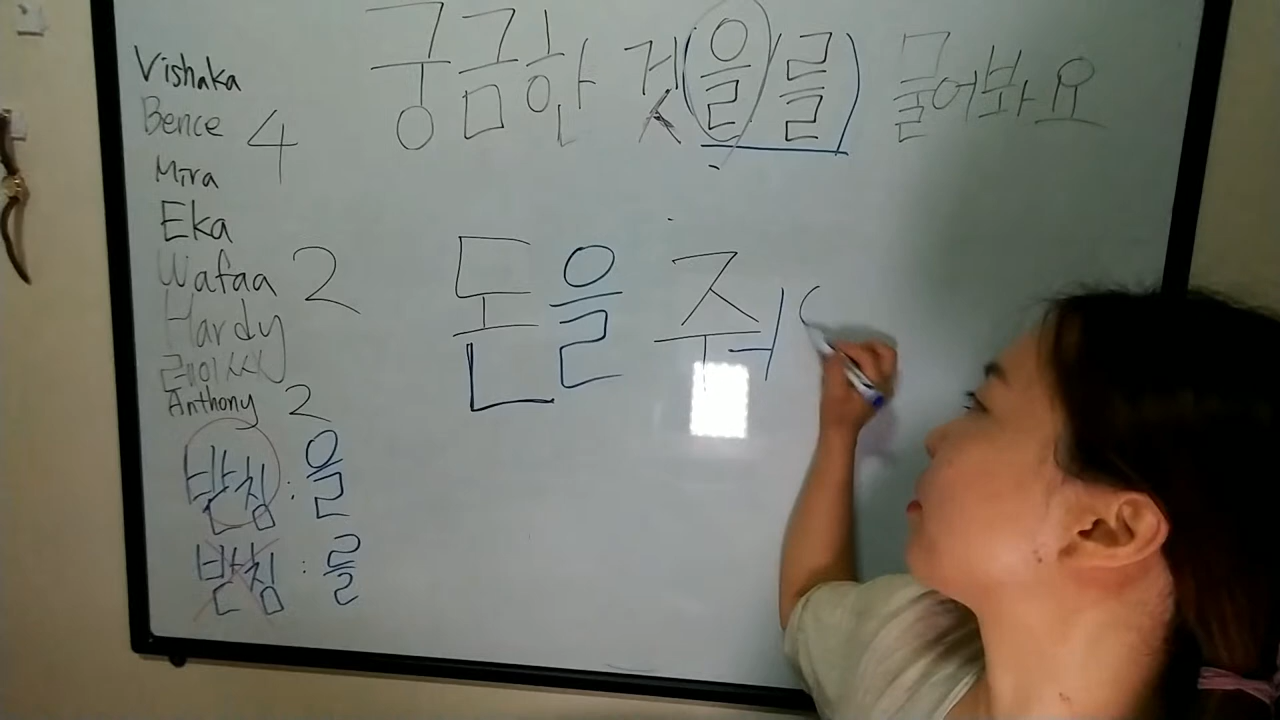 궁금한 것을/를) 물어봐요
Vishaka
Bence 4
Mira
Eka
Wafaa 2
Hardy
레이씨
Anthony 2
받침 : 을
받침 : 를
돈을 줘